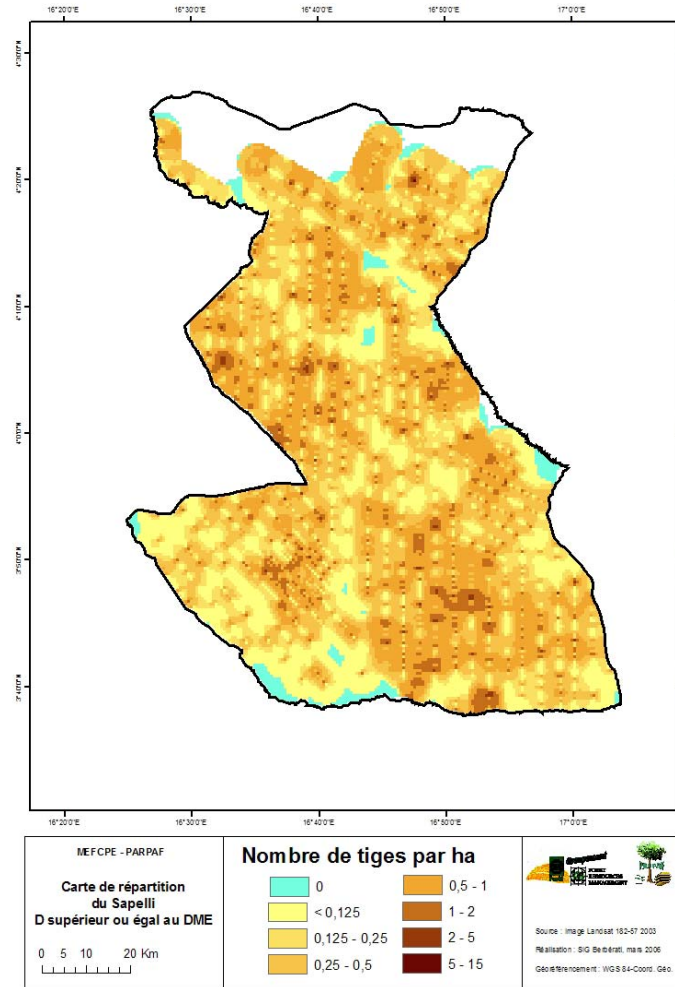 16°20'0"E 16°30'0"E 16°40'0"E 16°50'0"E 17°0'0"E
4°30'0"N
4°20'0"N
4°10'0"N
4°0'0"N
3°50'0"N
3°40'0"N
16°20'0"E 16°30'0"E 16°40'0"E 16°50'0"E 17°0'0"E
MEFCPE - PARPAF
Carte de répartition
du Sapelli
D supérieur ou égal au DME
0 5 10 20 Km
Nombre de tiges par ha
0
< 0,125
0,125 - 0,25
0,25 - 0,5
0,5 - 1
1 - 2
2 - 5
5 - 15
FORET
RESSOURCES
MANAGEMENT
Source : Image Landsat 182-57 2003
Réalisation : SIG Berbérati, mars 2006
Géoréférencement : WGS 84-Coord. Géo.